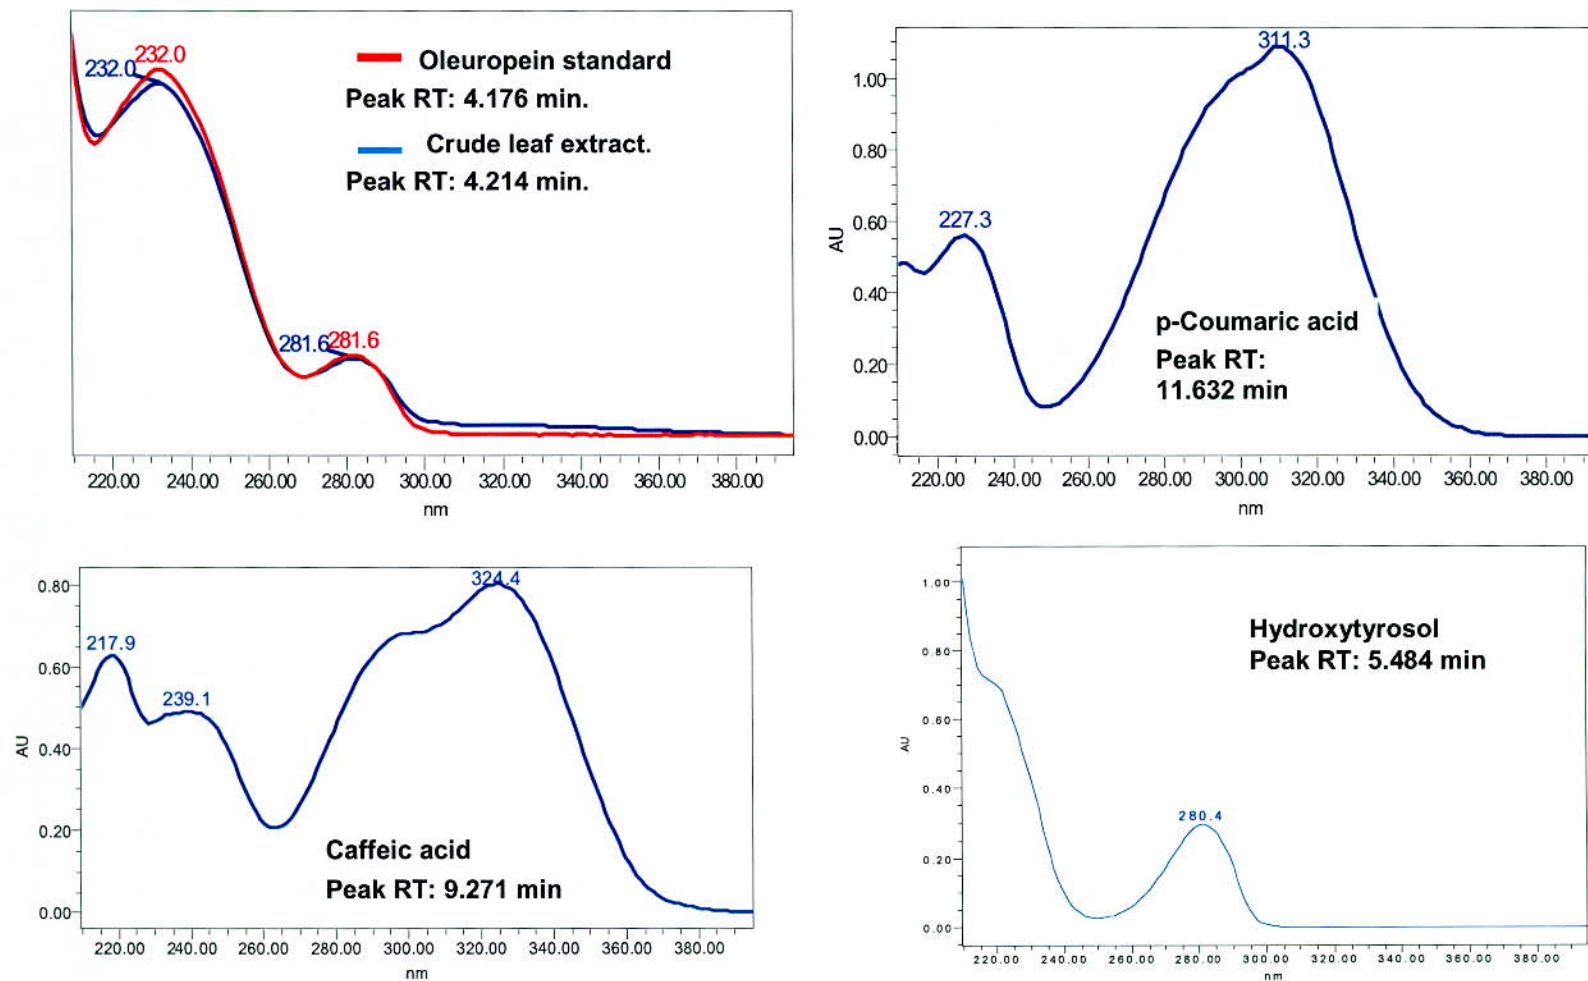 232.0
232.0
Oleuropein standard
Peak RT: 4.176 min.
Crude leaf extract.
Peak RT: 4.214 min.
281.6
281.6
220.00 240.00 260.00 280.00 300.00 320.00 340.00 360.00 380.00
nm
311.3
1.00
0.80
227.3
0.60
AU
0.40
p-Coumaric acid
Peak RT:
0.20
11.632 min
0.00
220.00 240.00 260.00 280.00 300.00 320.00 340.00 360.00 380.00
nm
0.80
324.4
217.9
0.60
239.1
AU
0.40
0.20
Caffeic acid
Peak RT: 9.271 min
0.00
220.00 240.00 260.00 280.00 300.00 320.00 340.00 360.00 380.00
nm
1.00
Hydroxytyrosol
Peak RT: 5.484 min
0.80
0.60
AU
0.40
280.4
0.20
0.00
220.00 240.00 260.00 280.00 300.00 320.00 340.00 360.00 380.00
nm